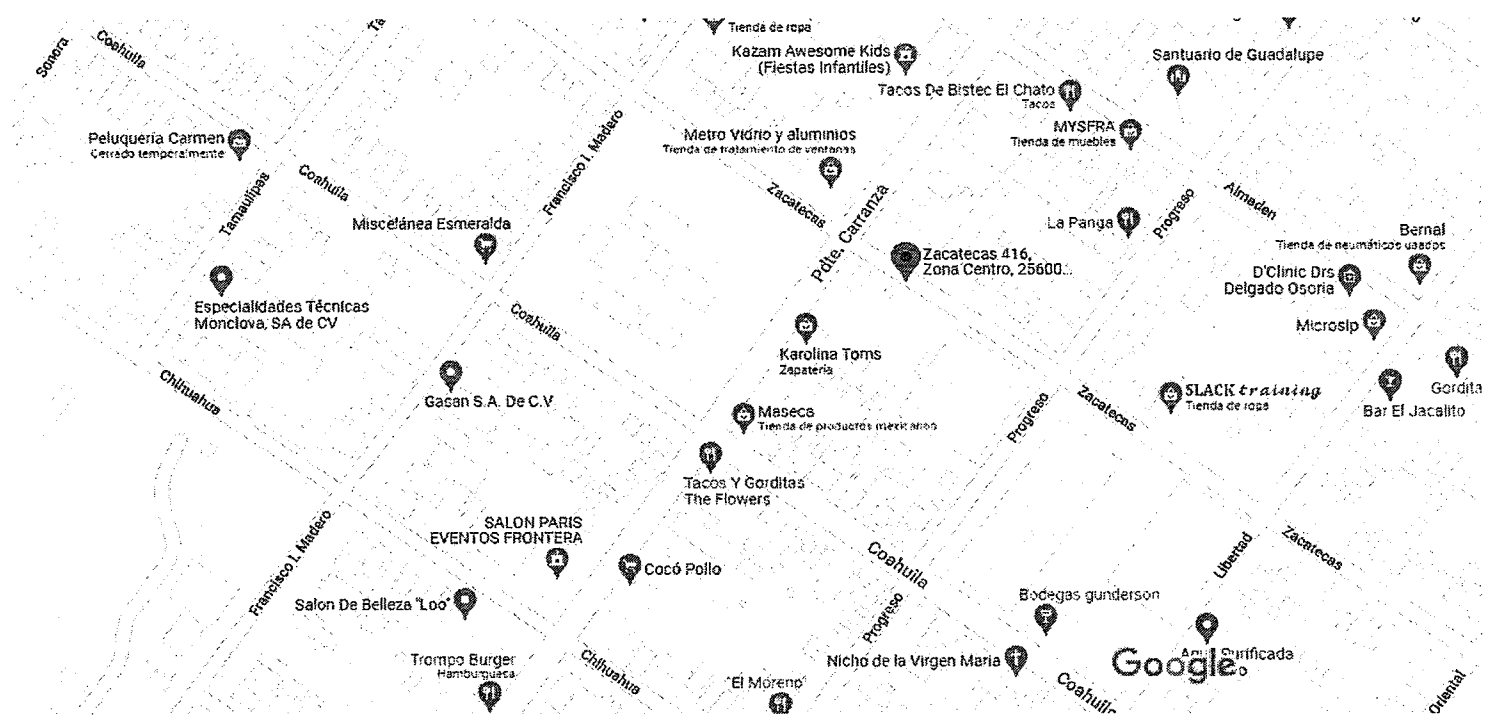 Tienda de ropa
Kazam Awesome Kids
(Fiestas Infantiles)
Santuario de Guadalupe
Sonora
Coahuila
Ta
Tacos De Bistec El Chato
Tacos
MYSFRA
Tienda de muebles
Peluquería Carmen
Cerrado temporalmente
Metro Vidrio y aluminios
Tienda de tratamiento de ventanas
Francisco I. Madero
Coahuila
Tamaulipas
Zacatecas
Pdte. Carranza
Progreso
Almaden
Miscelánea Esmeralda
La Panga
Bernal
Tienda de neumáticos usados
Zacatecas 416,
Zona Centro, 25600...
D'Clinic Drs
Delgado Osoria
Especialidades Técnicas
Monclova, SA de CV
Coahuila
Microsip
Karolina Toms
Zapatería
Chihuahua
Gasan S.A. De C.V
SLACK training
Tienda de ropa
Gordita
Bar El Jacalito
Maseca
Tienda de productos mexicanos
Progreso
Zacatecas
Tacos Y Gorditas
The Flowers
SALON PARIS
EVENTOS FRONTERA
Francisco I. Madero
Cocó Pollo
Coahuila
Libertad
Zacatecas
Salon De Belleza "Loo"
Bodegas gunderson
Progreso
Trompo Burger
Hamburguesa
Chihuahua
"El Moreno"
Nicho de la Virgen Maria
Google
Purificada
Coahuila
Oriental